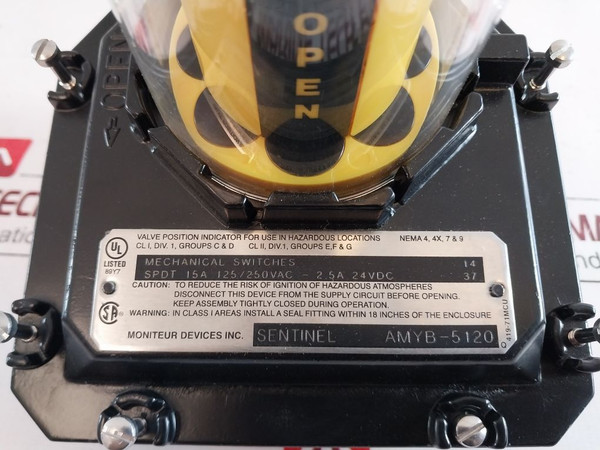 OPEN
OPEN
VALVE POSITION INDICATOR FOR USE IN HAZARDOUS LOCATIONS NEMA 4, 4X, 7 & 9
CL I, DIV. 1, GROUPS C & D CL II, DIV.1, GROUPS E,F & G
UL
LISTED
89Y7
MECHANICAL SWITCHES 14
SPDT 15A 125/250VAC - 2.5A 24VDC 37
CAUTION: TO REDUCE THE RISK OF IGNITION OF HAZARDOUS ATMOSPHERES
DISCONNECT THIS DEVICE FROM THE SUPPLY CIRCUIT BEFORE OPENING.
KEEP ASSEMBLY TIGHTLY CLOSED DURING OPERATION.
WARNING: IN CLASS I AREAS INSTALL A SEAL FITTING WITHIN 18 INCHES OF THE ENCLOSURE
MONITEUR DEVICES INC. SENTINEL AMYB-5120
419-71MCU